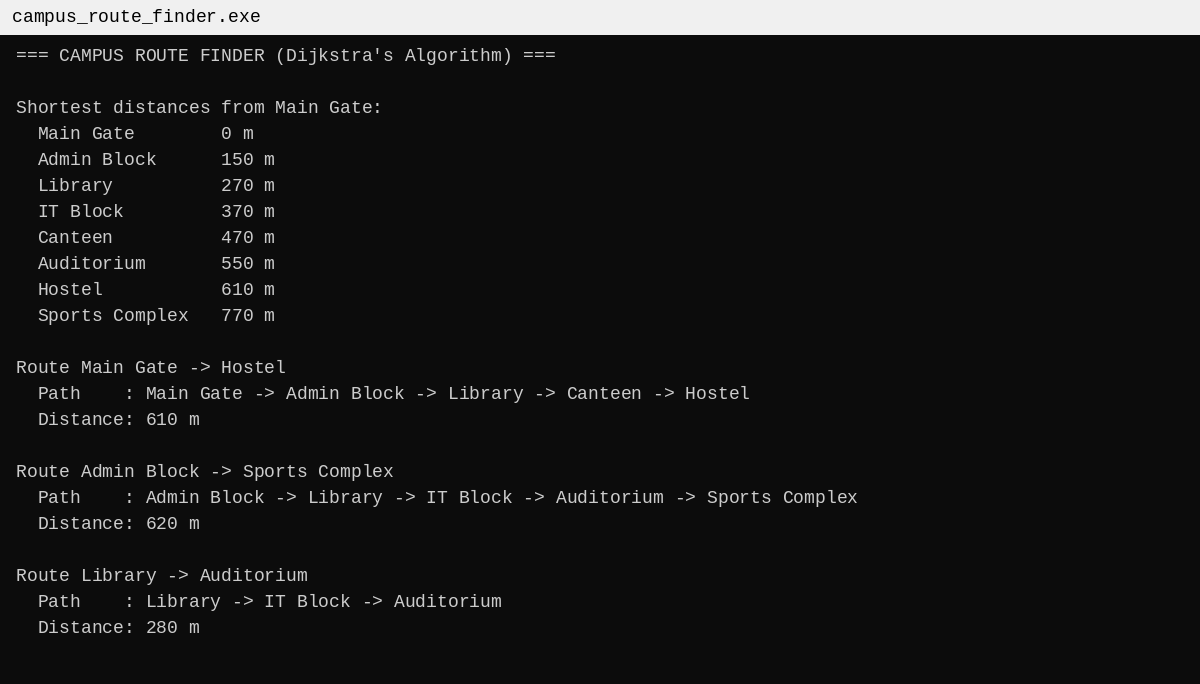 campus_route_finder.exe
=== CAMPUS ROUTE FINDER (Dijkstra's Algorithm) ===
Shortest distances from Main Gate:
  Main Gate        0 m
  Admin Block      150 m
  Library          270 m
  IT Block         370 m
  Canteen          470 m
  Auditorium       550 m
  Hostel           610 m
  Sports Complex   770 m
Route Main Gate -> Hostel
  Path    : Main Gate -> Admin Block -> Library -> Canteen -> Hostel
  Distance: 610 m
Route Admin Block -> Sports Complex
  Path    : Admin Block -> Library -> IT Block -> Auditorium -> Sports Complex
  Distance: 620 m
Route Library -> Auditorium
  Path    : Library -> IT Block -> Auditorium
  Distance: 280 m